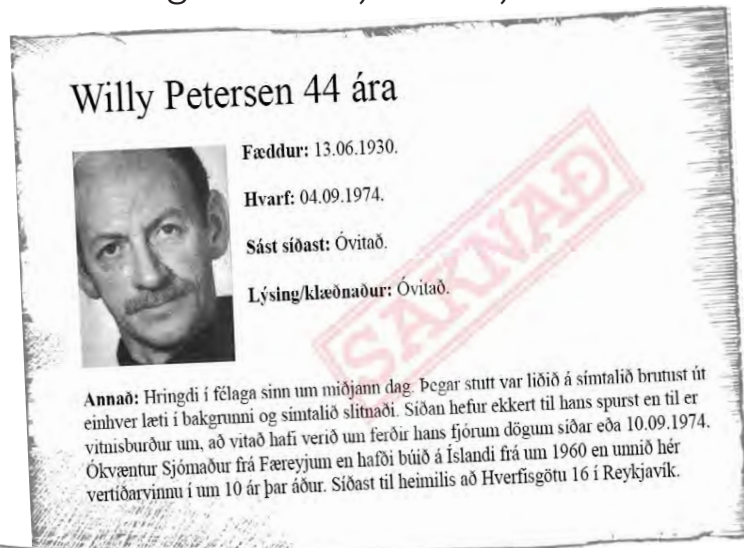 Willy Petersen 44 ára
Fæddur: 13.06.1930.
Hvarf: 04.09.1974.
Sást síðast: Óvitað.
Lýsing/klæðnaður: Óvitað.
SAKNAÐ
Annað: Hringdi í félaga sinn um miðjann dag. Þegar stutt var liðið á símtalið brutust út
einhver læti í bakgrunni og símtalið slitnaði. Síðan hefur ekkert til hans spurst en til er
vitnisburður um, að vitað hafi verið um ferðir hans fjórum dögum síðar eða 10.09.1974.
Ókvæntur Sjómaður frá Færeyjum en hafði búið á Íslandi frá um 1960 en unnið hér
vertíðarvinnu í um 10 ár þar áður. Síðast til heimilis að Hverfisgötu 16 í Reykjavík.